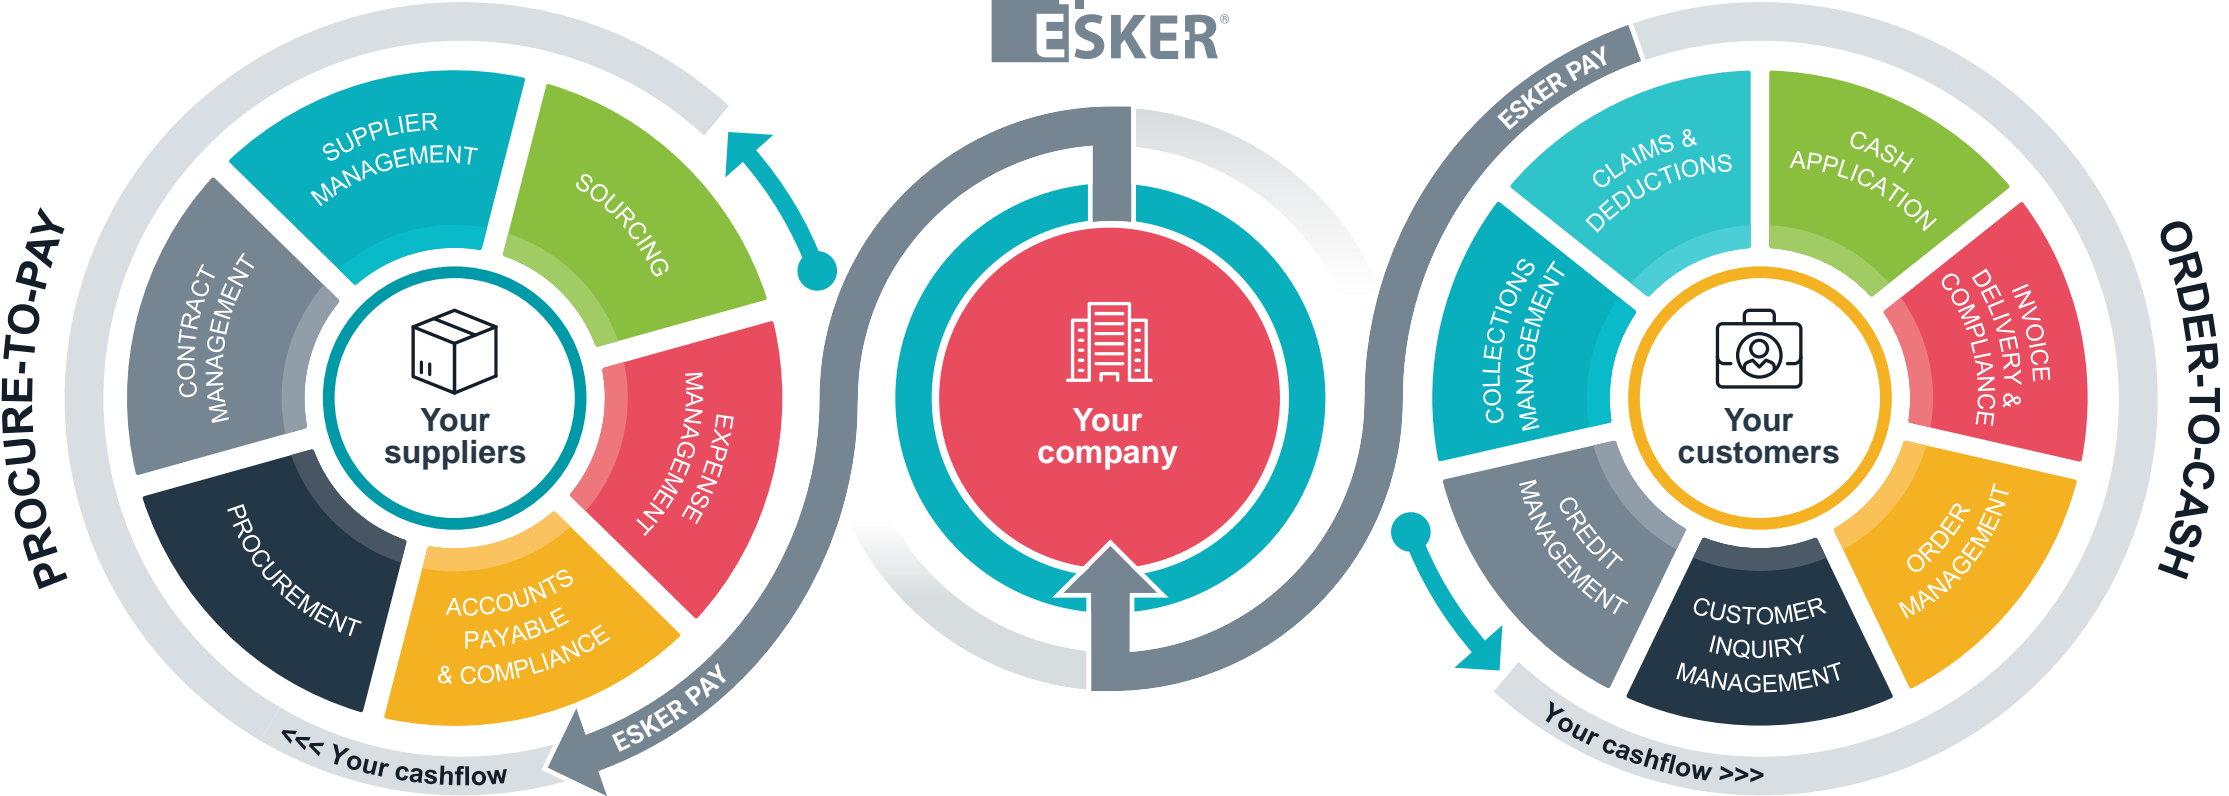 ESKER®
PROCURE-TO-PAY
SUPPLIER
MANAGEMENT
SOURCING
EXPENSE
MANAGEMENT
ACCOUNTS
PAYABLE
& COMPLIANCE
PROCUREMENT
CONTRACT
MANAGEMENT
Your
suppliers
<<< Your cashflow
ESKER PAY
Your
company
ESKER PAY
CLAIMS &
DEDUCTIONS
CASH
APPLICATION
INVOICE
DELIVERY &
COMPLIANCE
ORDER
MANAGEMENT
CUSTOMER
INQUIRY
MANAGEMENT
CREDIT
MANAGEMENT
COLLECTIONS
MANAGEMENT
Your
customers
Your cashflow >>>
ORDER-TO-CASH